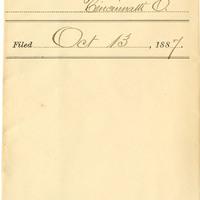 Cincinnati O.
Filed Oct 13, 1887.